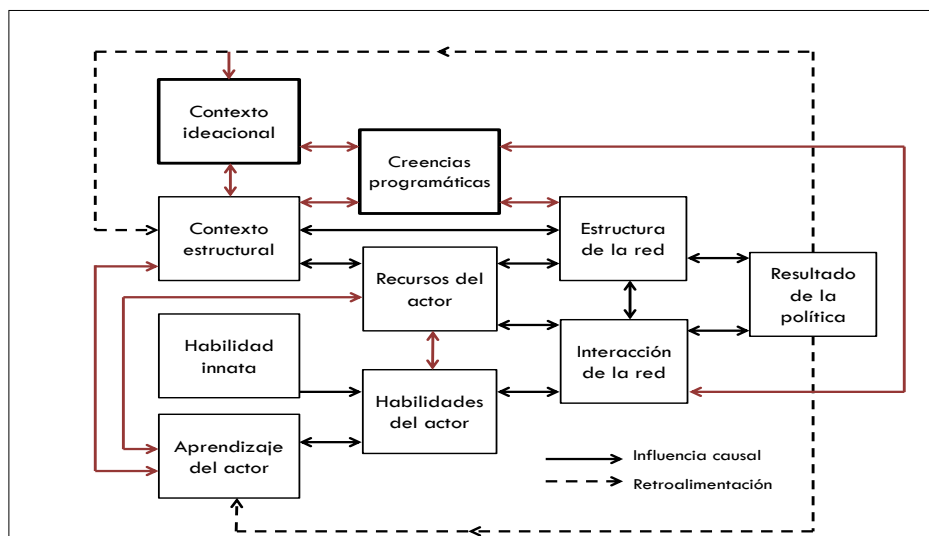 Contexto
ideacional
Creencias
programáticas
Contexto
estructural
Estructura
de la red
Recursos del
actor
Resultado
de la
política
Habilidad
innata
Interacción
de la red
Habilidades
del actor
Aprendizaje
del actor
Influencia causal
Retroalimentación